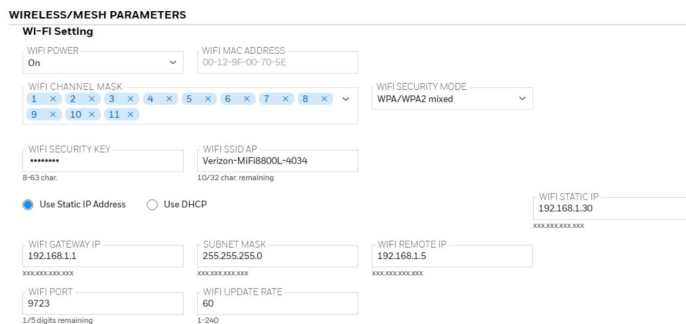 WIRELESS/MESH PARAMETERS
WI-FI Setting
WIFI POWER
On
WIFI MAC ADDRESS
00-12-9F-00-70-5E
WIFI CHANNEL MASK
1 × 2 × 3 × 4 × 5 × 6 × 7 × 8 ×
9 × 10 × 11 ×
WIFI SECURITY MODE
WPA/WPA2 mixed
WIFI SECURITY KEY
••••••••
8-63 char.
WIFI SSID AP
Verizon-MiFi8800L-4034
10/32 char. remaining
Use Static IP Address Use DHCP
WIFI STATIC IP
192.168.1.30
xxx.xxx.xxx.xxx
WIFI GATEWAY IP
192.168.1.1
xxx.xxx.xxx.xxx
SUBNET MASK
255.255.255.0
xxx.xxx.xxx.xxx
WIFI REMOTE IP
192.168.1.5
xxx.xxx.xxx.xxx
WIFI PORT
9723
1/5 digits remaining
WIFI UPDATE RATE
60
1-240